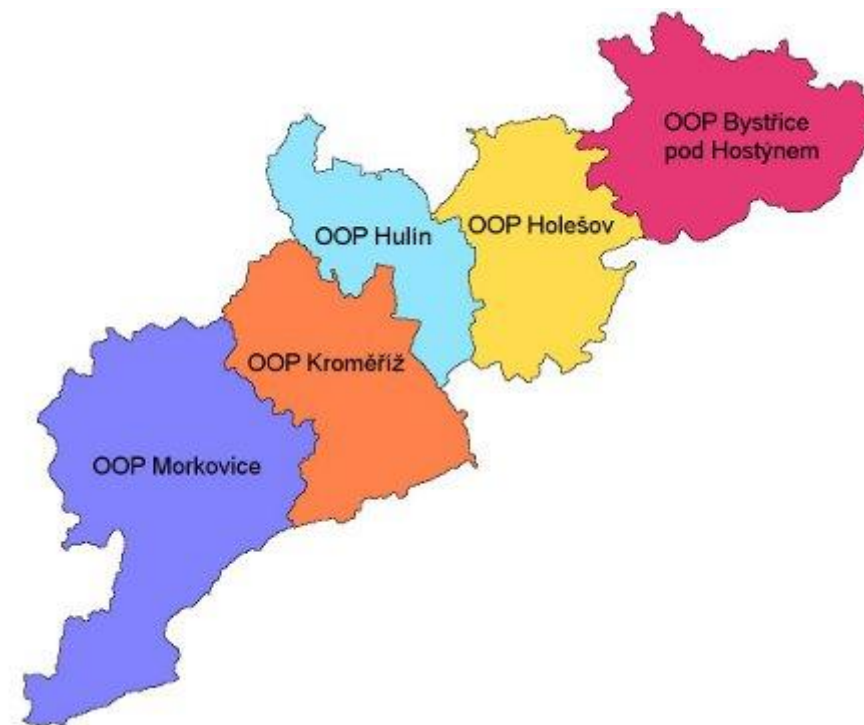 OOP Bystřice
pod Hostýnem
OOP Holešov
OOP Hulín
OOP Kroměříž
OOP Morkovice